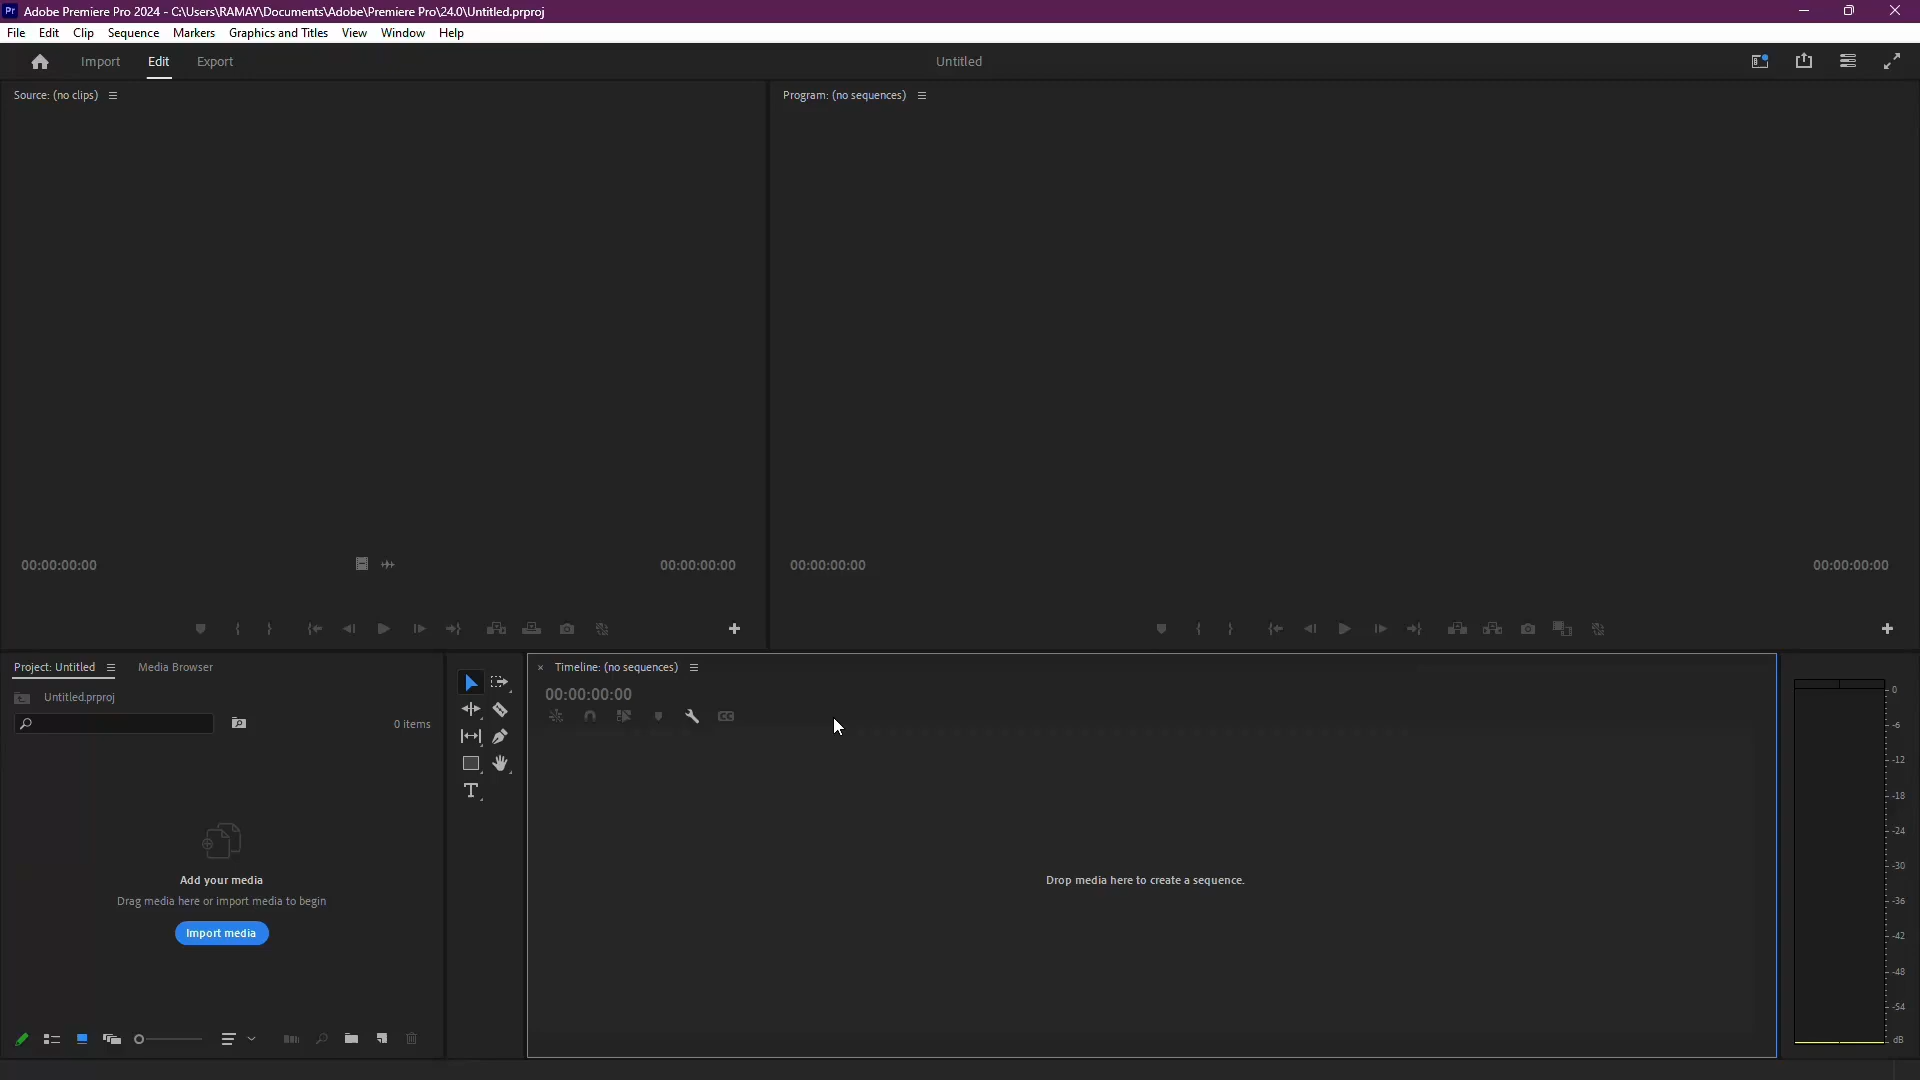 Pr Adobe Premiere Pro 2024 - C:\Users\RAMAY\Documents\Adobe\Premiere Pro\24.0\Untitled.prproj
File Edit Clip Sequence Markers Graphics and Titles View Window Help
Import Edit Export Untitled
Source: (no clips) Program: (no sequences)
00:00:00:00 00:00:00:00 00:00:00:00 00:00:00:00
Project: Untitled Media Browser
Untitled.prproj
0 items
Add your media
Drag media here or import media to begin
Import media
Timeline: (no sequences)
00:00:00:00
CC
Drop media here to create a sequence.
T
0
-6
-12
-18
-24
-30
-36
-42
-48
-54
dB